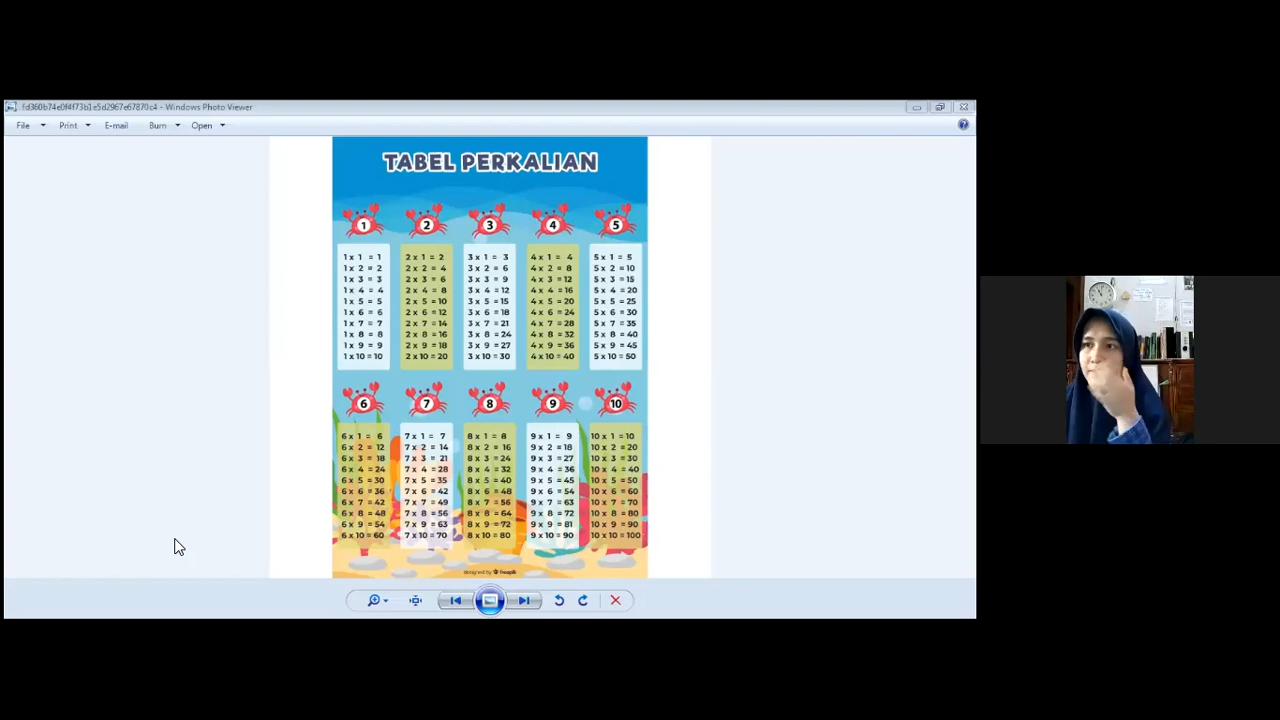 fd360b74e0f4f73b1e5d2967e67870c4 - Windows Photo Viewer
File Print E-mail Burn Open
TABEL PERKALIAN
1 2 3 4 5
1 x 1 = 1 2 x 1 = 2 3 x 1 = 3 4 x 1 = 4 5 x 1 = 5
1 x 2 = 2 2 x 2 = 4 3 x 2 = 6 4 x 2 = 8 5 x 2 = 10
1 x 3 = 3 2 x 3 = 6 3 x 3 = 9 4 x 3 = 12 5 x 3 = 15
1 x 4 = 4 2 x 4 = 8 3 x 4 = 12 4 x 4 = 16 5 x 4 = 20
1 x 5 = 5 2 x 5 = 10 3 x 5 = 15 4 x 5 = 20 5 x 5 = 25
1 x 6 = 6 2 x 6 = 12 3 x 6 = 18 4 x 6 = 24 5 x 6 = 30
1 x 7 = 7 2 x 7 = 14 3 x 7 = 21 4 x 7 = 28 5 x 7 = 35
1 x 8 = 8 2 x 8 = 16 3 x 8 = 24 4 x 8 = 32 5 x 8 = 40
1 x 9 = 9 2 x 9 = 18 3 x 9 = 27 4 x 9 = 36 5 x 9 = 45
1 x 10 = 10 2 x 10 = 20 3 x 10 = 30 4 x 10 = 40 5 x 10 = 50
6 7 8 9 10
6 x 1 = 6 7 x 1 = 7 8 x 1 = 8 9 x 1 = 9 10 x 1 = 10
6 x 2 = 12 7 x 2 = 14 8 x 2 = 16 9 x 2 = 18 10 x 2 = 20
6 x 3 = 18 7 x 3 = 21 8 x 3 = 24 9 x 3 = 27 10 x 3 = 30
6 x 4 = 24 7 x 4 = 28 8 x 4 = 32 9 x 4 = 36 10 x 4 = 40
6 x 5 = 30 7 x 5 = 35 8 x 5 = 40 9 x 5 = 45 10 x 5 = 50
6 x 6 = 36 7 x 6 = 42 8 x 6 = 48 9 x 6 = 54 10 x 6 = 60
6 x 7 = 42 7 x 7 = 49 8 x 7 = 56 9 x 7 = 63 10 x 7 = 70
6 x 8 = 48 7 x 8 = 56 8 x 8 = 64 9 x 8 = 72 10 x 8 = 80
6 x 9 = 54 7 x 9 = 63 8 x 9 = 72 9 x 9 = 81 10 x 9 = 90
6 x 10 = 60 7 x 10 = 70 8 x 10 = 80 9 x 10 = 90 10 x 10 = 100
designed by freepik